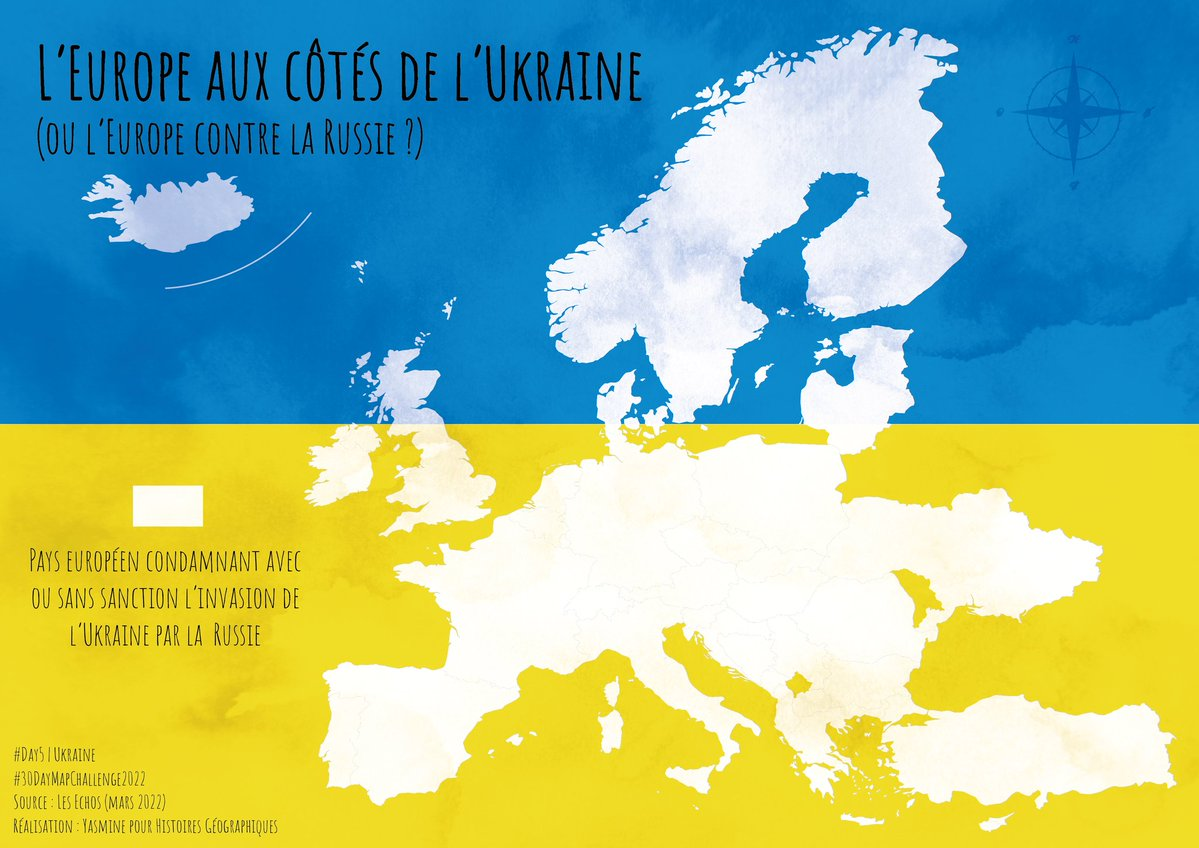 L'Europe aux côtés de l'Ukraine
(ou l'Europe contre la Russie ?)
Pays européen condamnant avec
ou sans sanction l'invasion de
l'Ukraine par la Russie
#Day5 | Ukraine
#30DayMapChallenge2022
Source : Les Echos (mars 2022)
Réalisation : Yasmine pour Histoires Géographiques